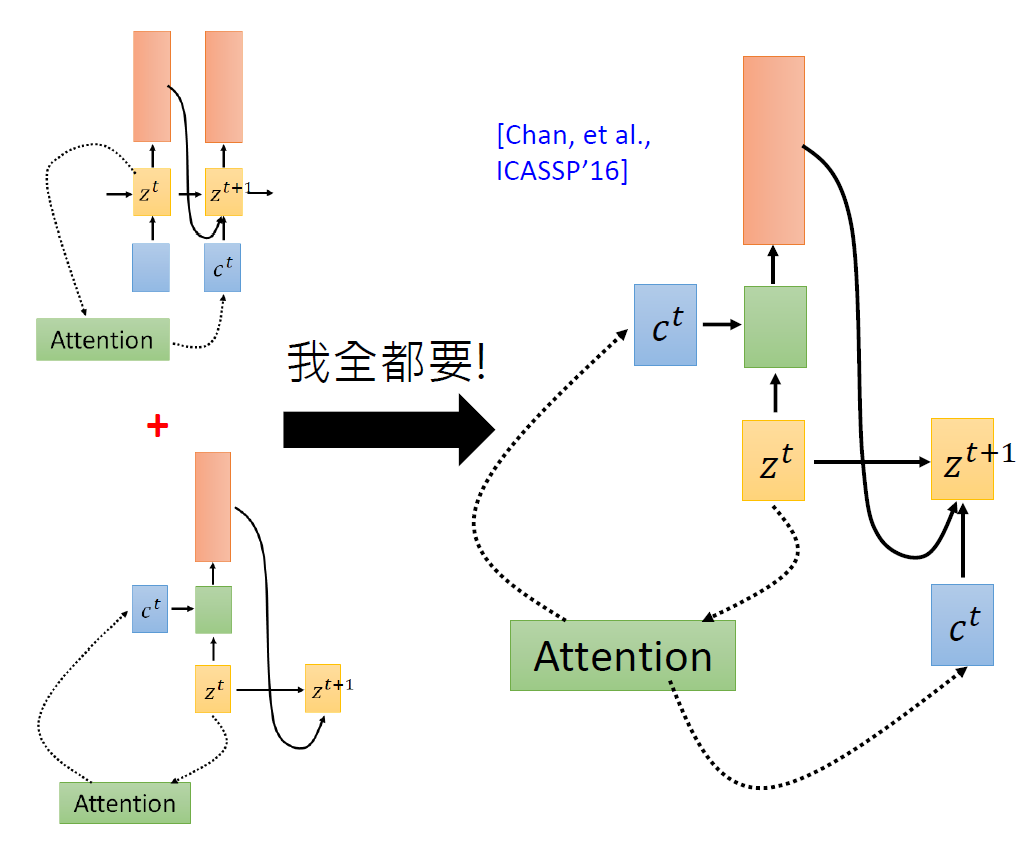 z^t
z^{t+1}
c^t
Attention
+
c^t
z^t
z^{t+1}
Attention
我全都要!
[Chan, et al.,
ICASSP'16]
c^t
z^t
z^{t+1}
c^t
Attention